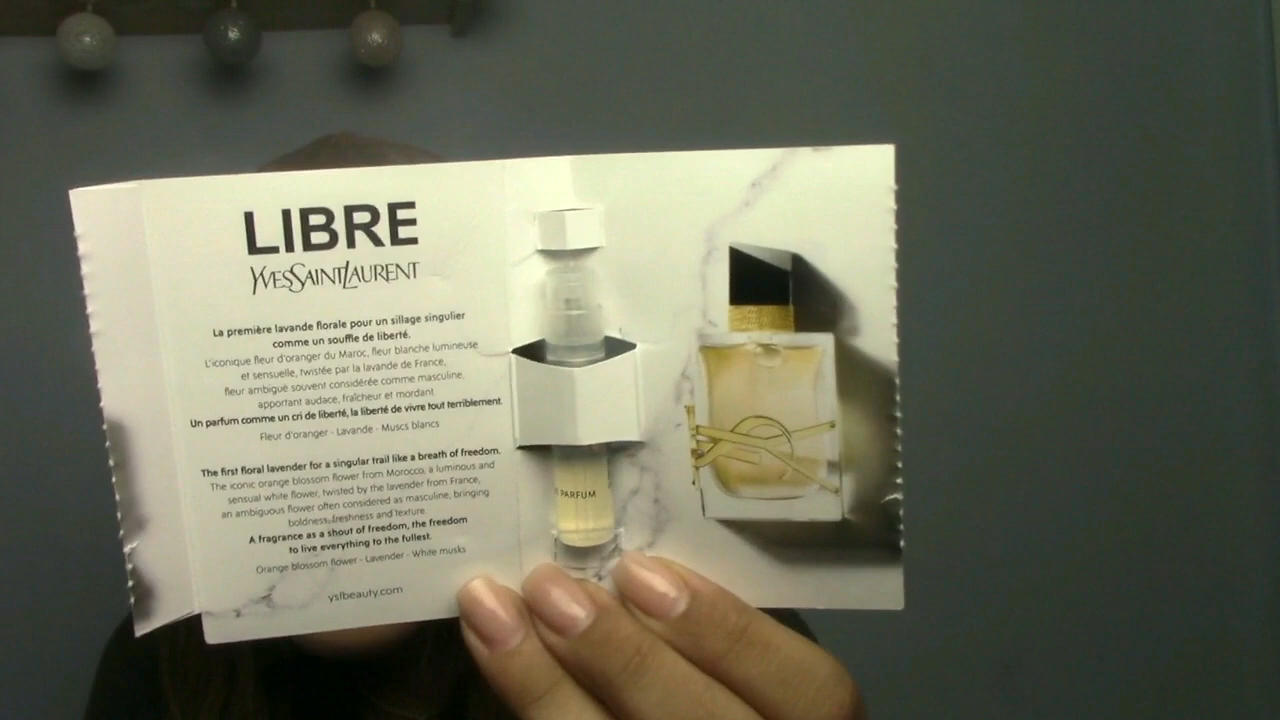 LIBRE
YVESSAINTLAURENT
La première lavande florale pour un sillage singulier
comme un souffle de liberté.
L'iconique fleur d'oranger du Maroc, fleur blanche lumineuse
et sensuelle, twistée par la lavande de France,
fleur ambiguë souvent considérée comme masculine,
apportant audace, fraîcheur et mordant.
Un parfum comme un cri de liberté, la liberté de vivre tout terriblement.
Fleur d'oranger - Lavande - Muscs blancs
The first floral lavender for a singular trail like a breath of freedom.
The iconic orange blossom flower from Morocco, a luminous and
sensual white flower, twisted by the lavender from France,
an ambiguous flower often considered as masculine, bringing
boldness, freshness and texture.
A fragrance as a shout of freedom, the freedom
to live everything to the fullest.
Orange blossom flower - Lavender - White musks
yslbeauty.com
PARFUM